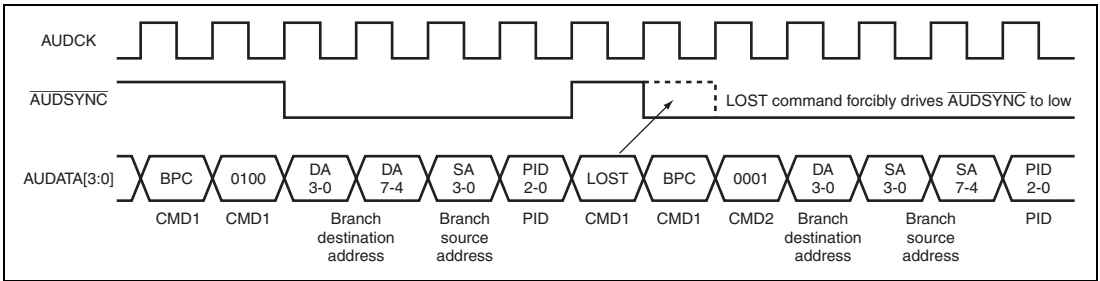 AUDCK
AUDSYNC
LOST command forcibly drives AUDSYNC to low
AUDATA[3:0]
BPC
0100
DA
3-0
DA
7-4
SA
3-0
PID
2-0
LOST
BPC
0001
DA
3-0
SA
3-0
SA
7-4
PID
2-0
CMD1
CMD1
Branch
destination
address
Branch
source
address
PID
CMD1
CMD1
CMD2
Branch
destination
address
Branch
source
address
PID